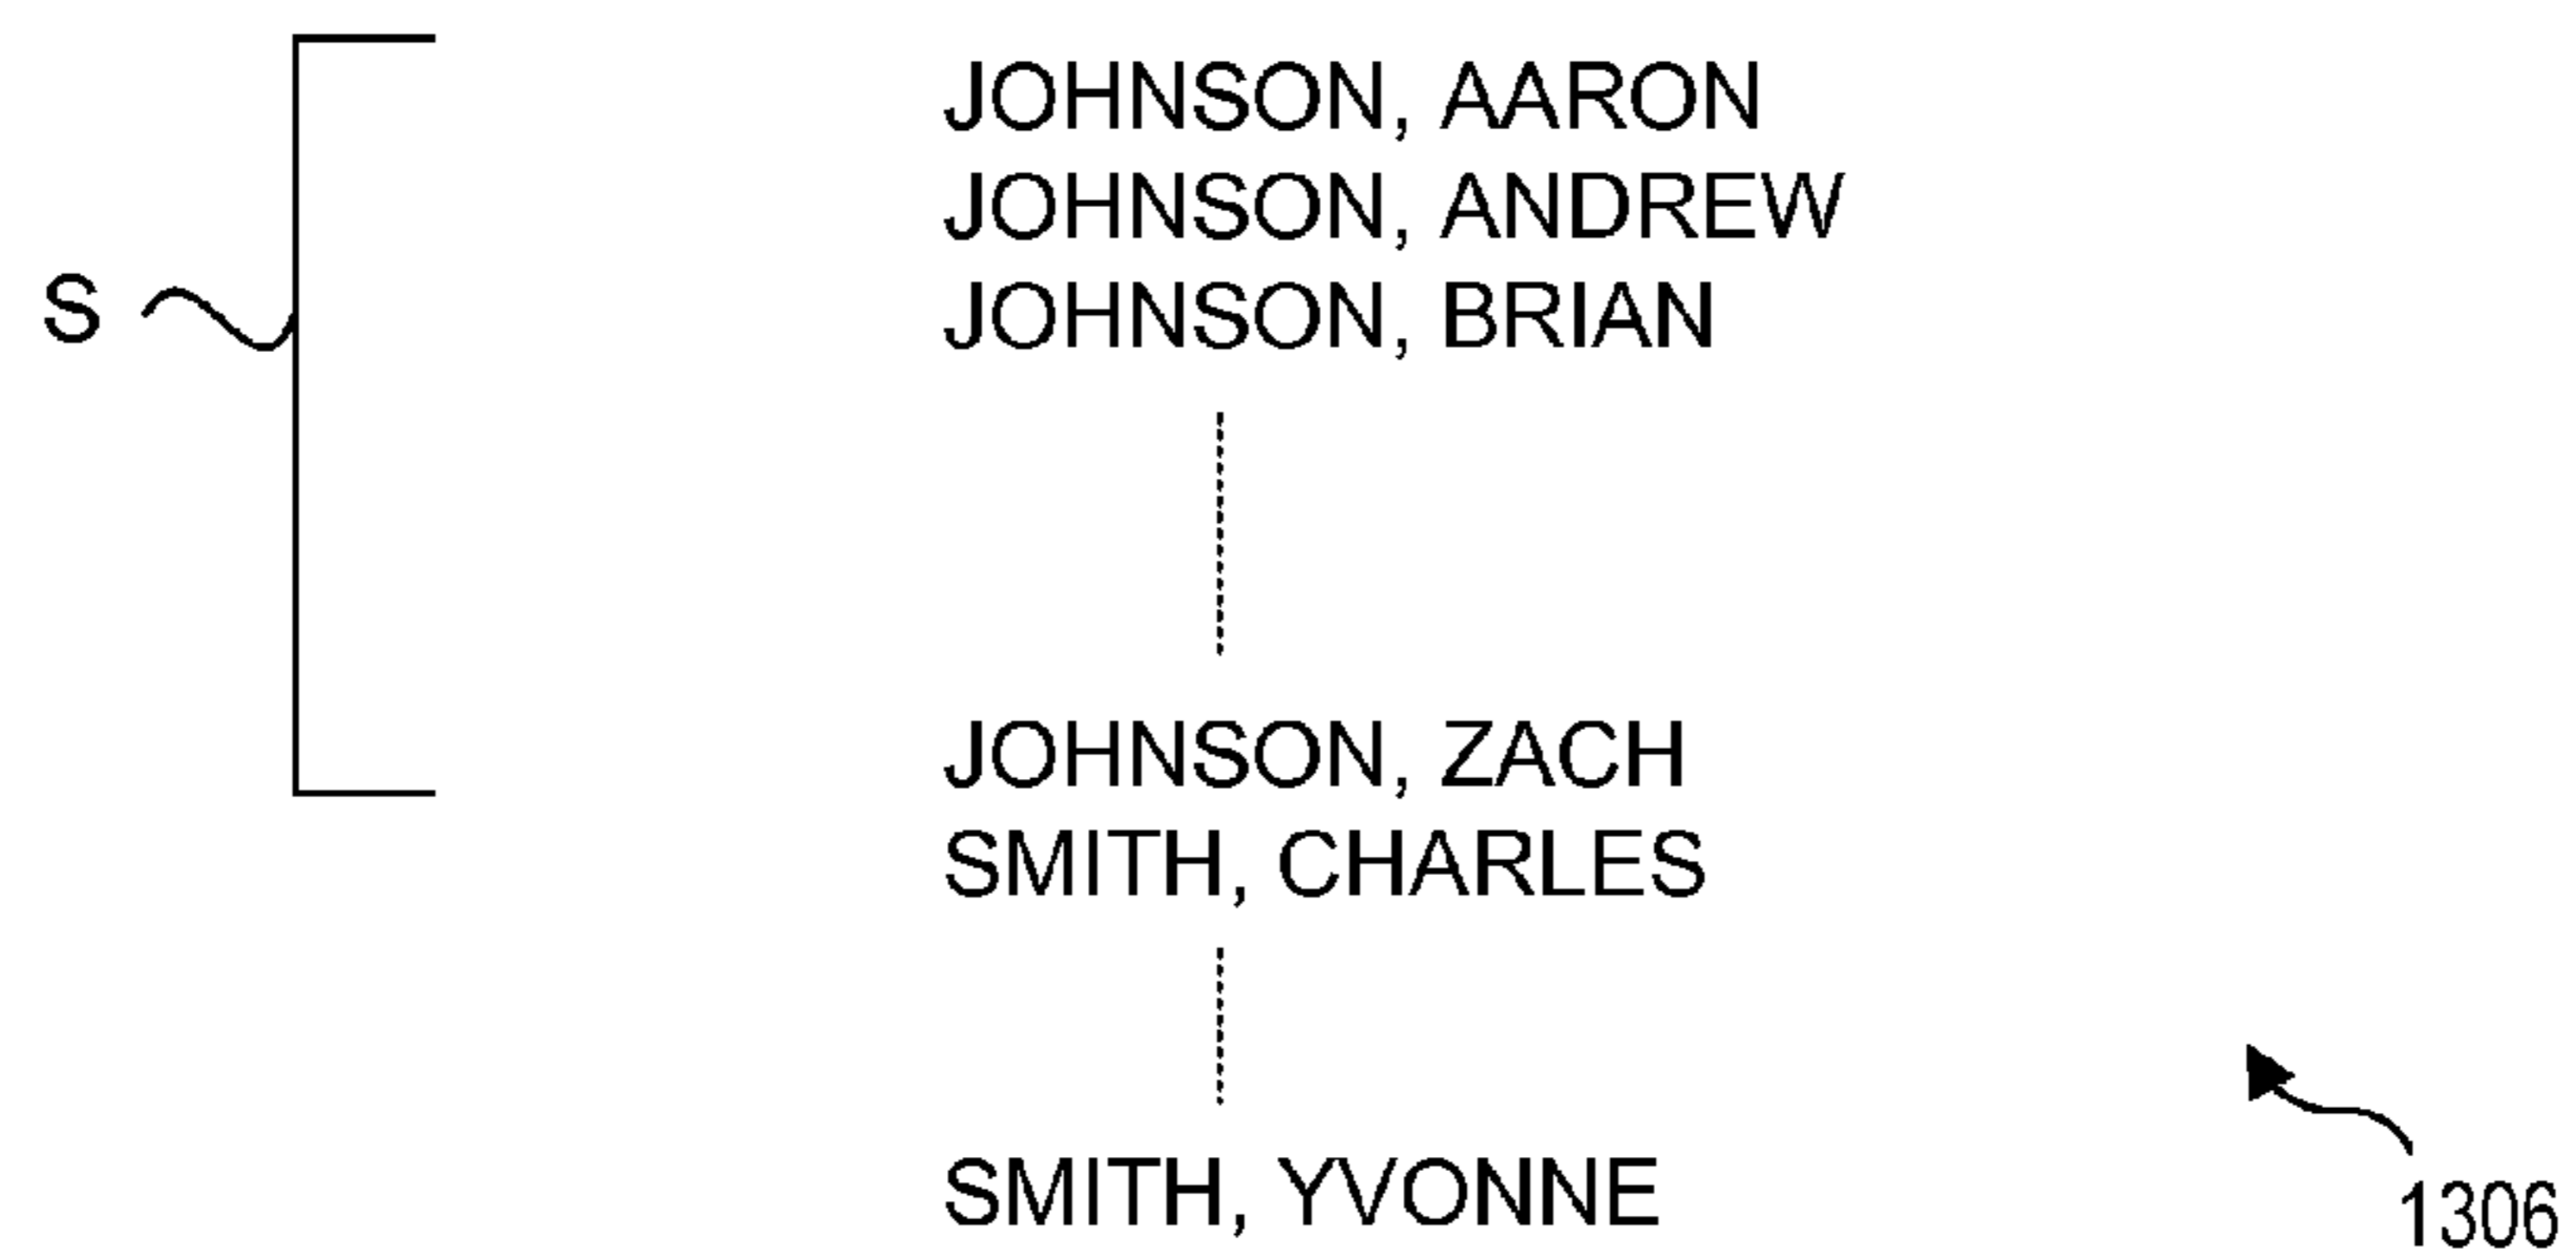 JOHNSON, AARON
JOHNSON, ANDREW
JOHNSON, BRIAN
S
JOHNSON, ZACH
SMITH, CHARLES
SMITH, YVONNE
1306